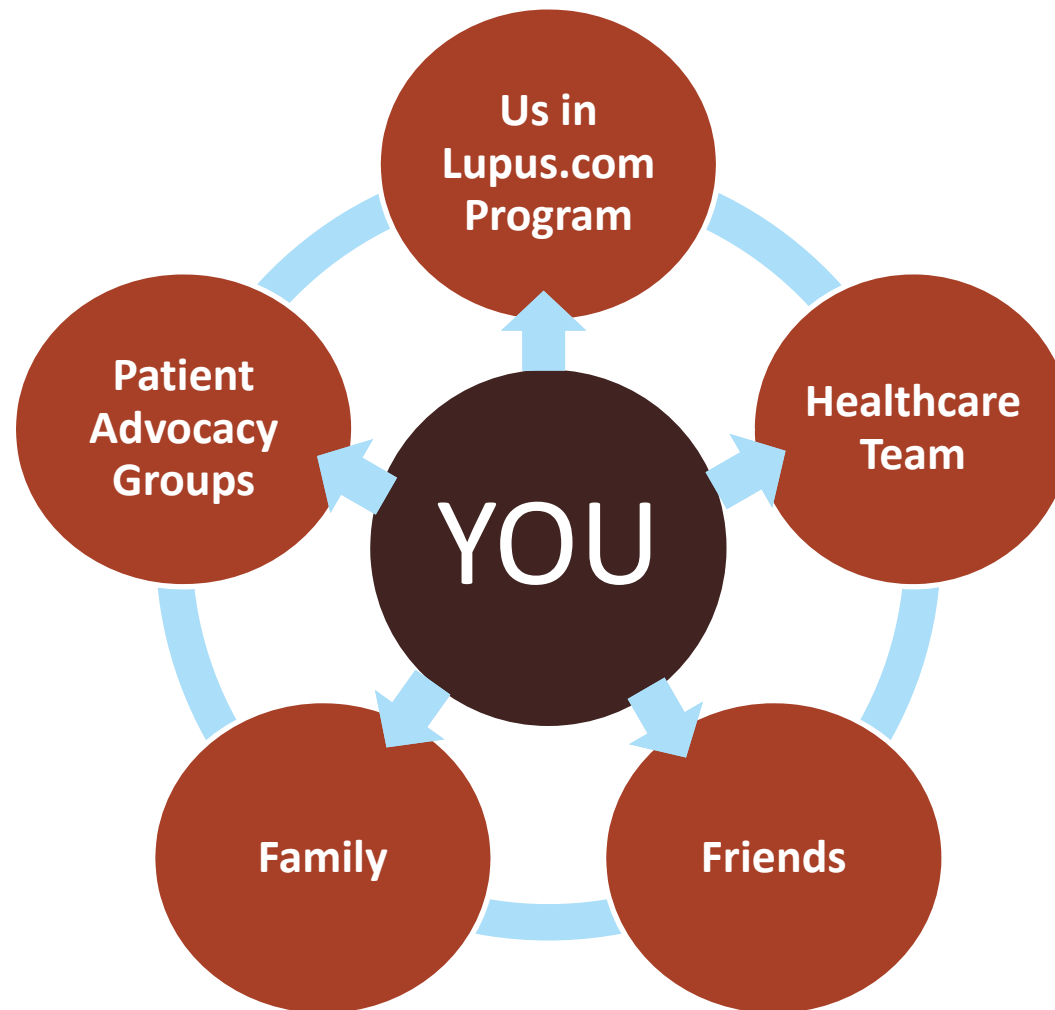 Us in
Lupus.com
Program
Patient
Advocacy
Groups
Healthcare
Team
YOU
Family
Friends